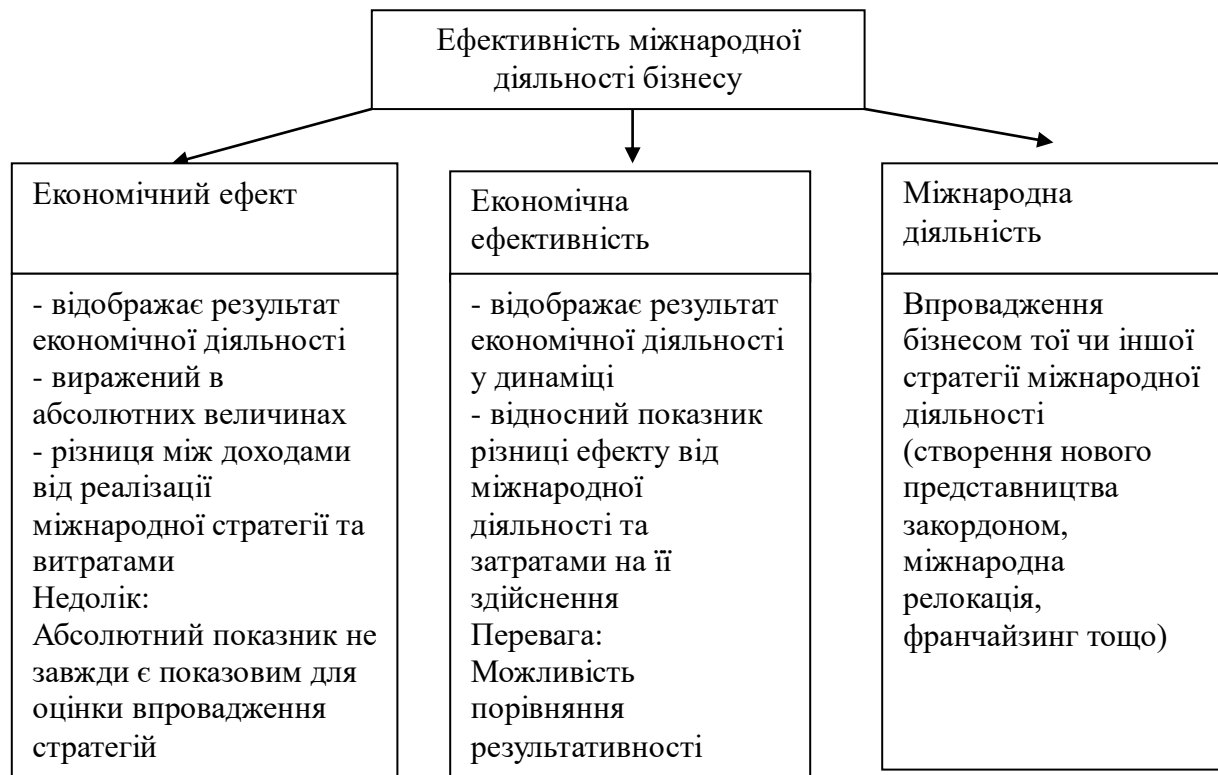 Ефективність міжнародної
діяльності бізнесу
Економічний ефект
- відображає результат
економічної діяльності
- виражений в
абсолютних величинах
- різниця між доходами
від реалізації
міжнародної стратегії та
витратами
Недолік:
Абсолютний показник не
завжди є показовим для
оцінки впровадження
стратегій
Економічна
ефективність
- відображає результат
економічної діяльності
у динаміці
- відносний показник
різниці ефекту від
міжнародної
діяльності та
затратами на її
здійснення
Перевага:
Можливість
порівняння
результативності
Міжнародна
діяльність
Впровадження
бізнесом тої чи іншої
стратегії міжнародної
діяльності
(створення нового
представництва
закордоном,
міжнародна
релокація,
франчайзинг тощо)